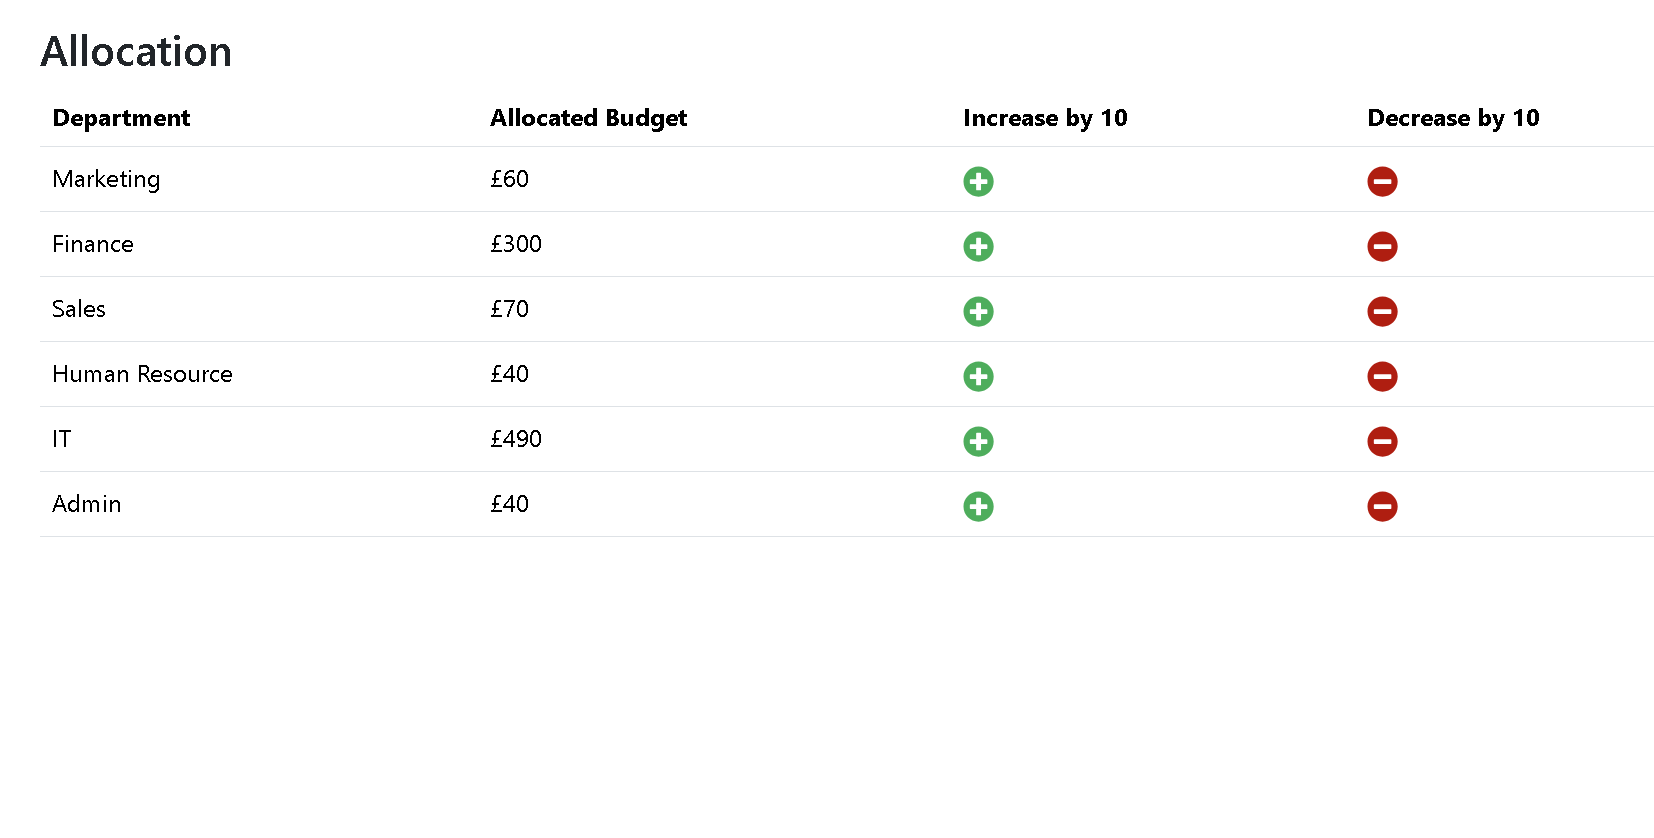 Allocation
Department Allocated Budget Increase by 10 Decrease by 10
Marketing £60
Finance £300
Sales £70
Human Resource £40
IT £490
Admin £40